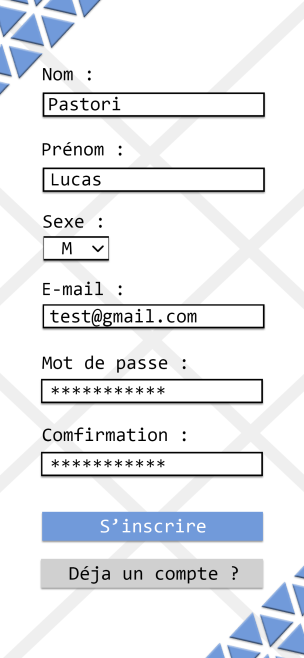 Nom :
Pastori
Prénom :
Lucas
Sexe :
M
E-mail :
test@gmail.com
Mot de passe :
***********
Comfirmation :
***********
S’inscrire
Déja un compte ?